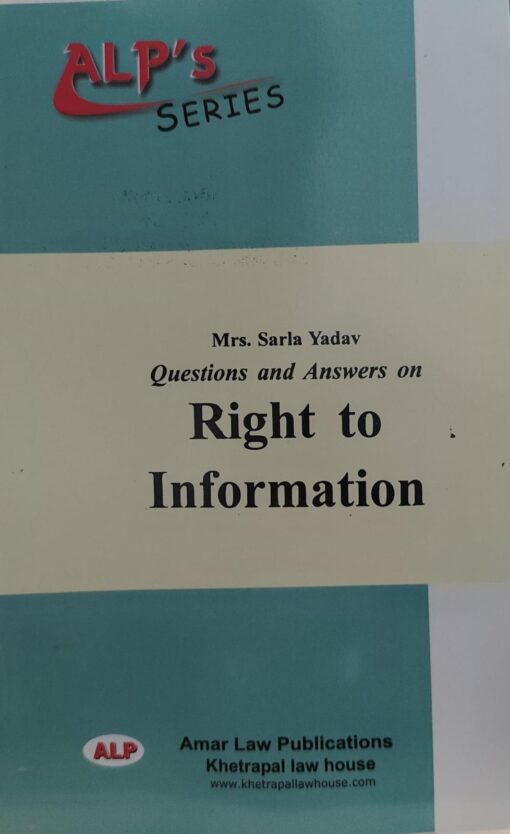 ALP's
SERIES
Mrs. Sarla Yadav
Questions and Answers on
Right to
Information
ALP
Amar Law Publications
Khetrapal law house
www.khetrapallawhouse.com